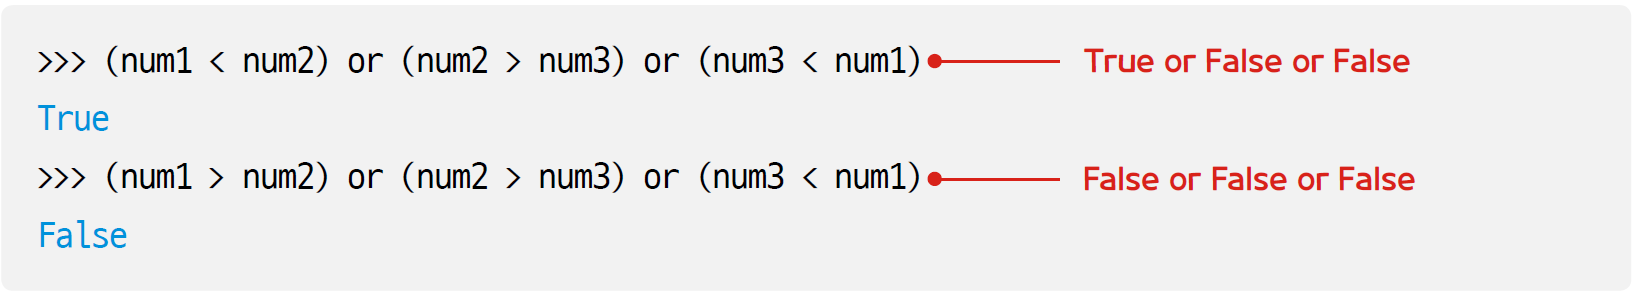 >>> (num1 < num2) or (num2 > num3) or (num3 < num1) True or False or False
True
>>> (num1 > num2) or (num2 > num3) or (num3 < num1) False or False or False
False